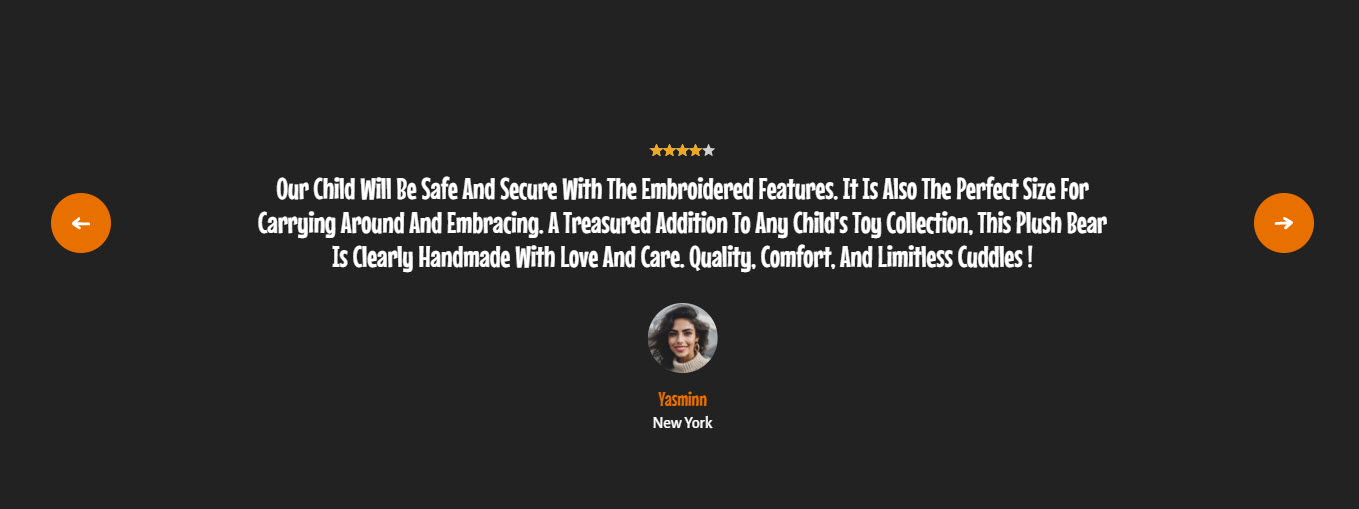 Our Child Will Be Safe And Secure With The Embroidered Features. It Is Also The Perfect Size For
Carrying Around And Embracing. A Treasured Addition To Any Child's Toy Collection, This Plush Bear
Is Clearly Handmade With Love And Care. Quality, Comfort, And Limitless Cuddles !
Yasminn
New York